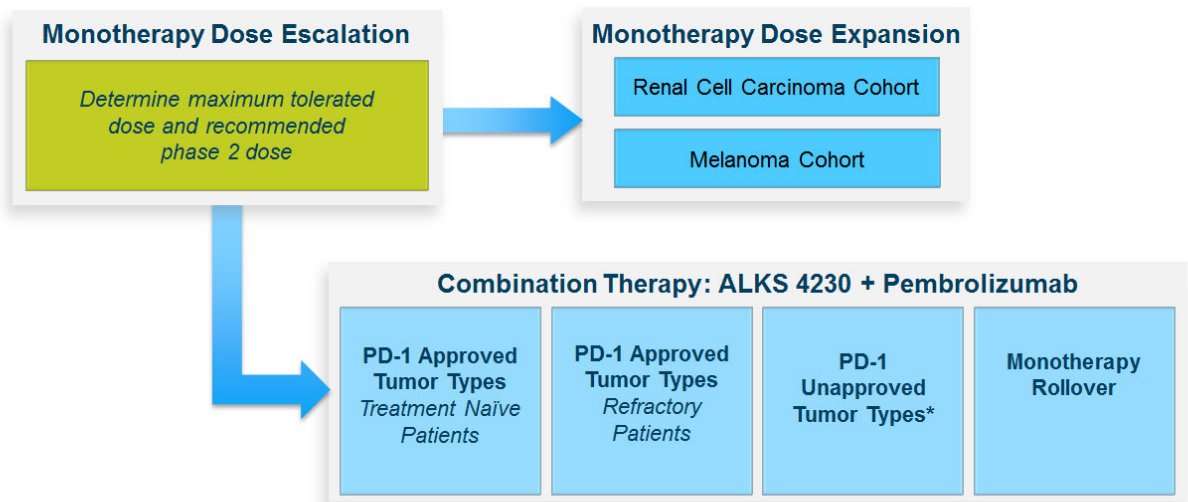 Monotherapy Dose Escalation
Determine maximum tolerated
dose and recommended
phase 2 dose
Monotherapy Dose Expansion
Renal Cell Carcinoma Cohort
Melanoma Cohort
Combination Therapy: ALKS 4230 + Pembrolizumab
PD-1 Approved
Tumor Types
Treatment Naïve
Patients
PD-1 Approved
Tumor Types
Refractory
Patients
PD-1
Unapproved
Tumor Types*
Monotherapy
Rollover